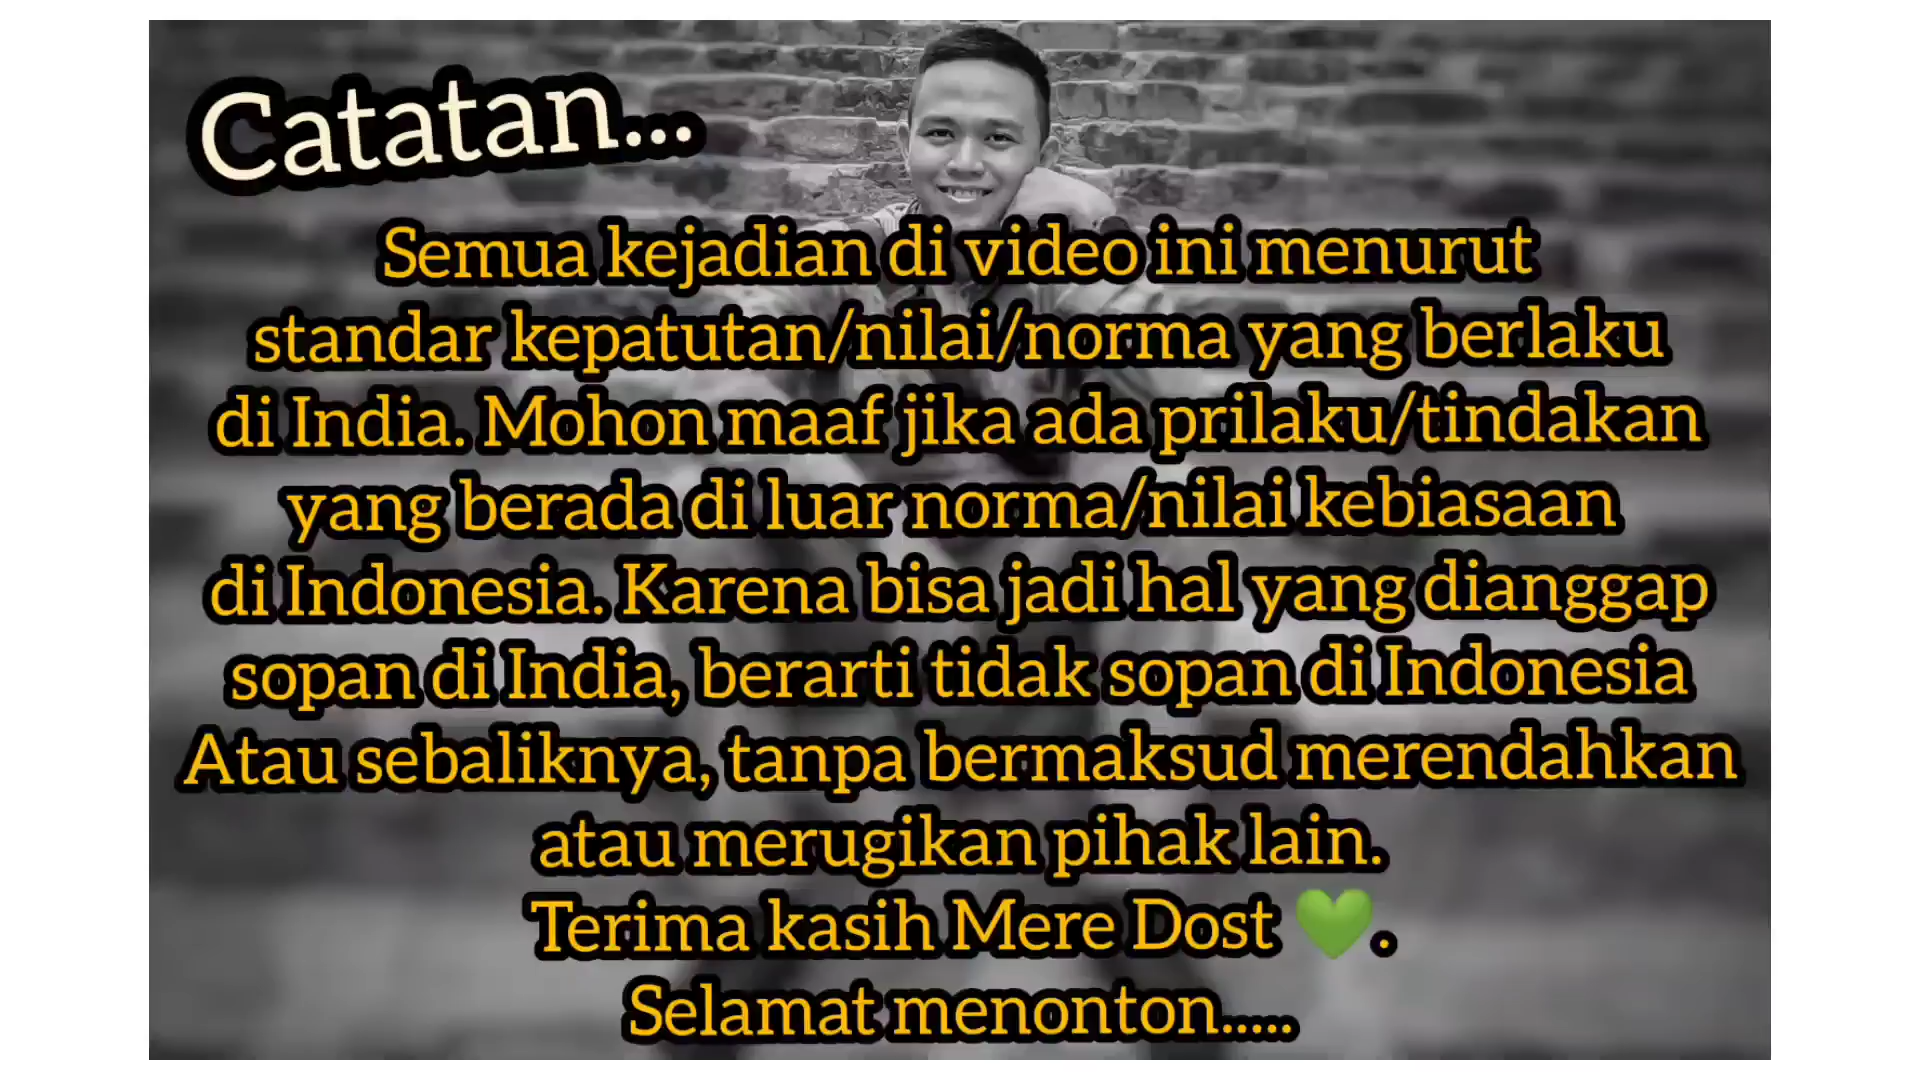 Catatan...
Semua kejadian di video ini menurut
standar kepatutan/nilai/norma yang berlaku
di India. Mohon maaf jika ada prilaku/tindakan
yang berada di luar norma/nilai kebiasaan
di Indonesia. Karena bisa jadi hal yang dianggap
sopan di India, berarti tidak sopan di Indonesia
Atau sebaliknya, tanpa bermaksud merendahkan
atau merugikan pihak lain.
Terima kasih Mere Dost 💚.
Selamat menonton.....